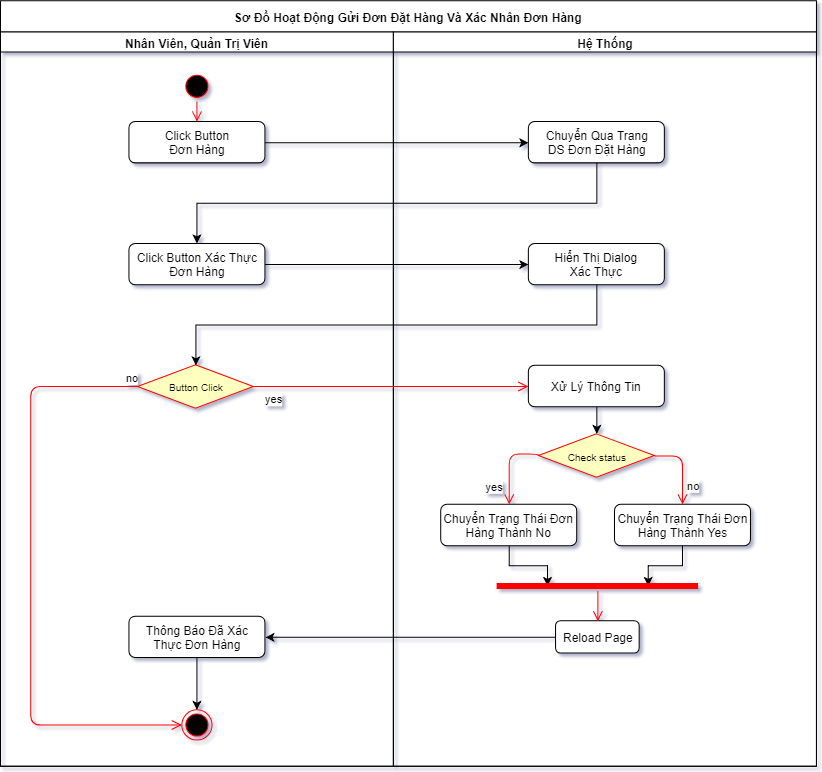 Sơ Đồ Hoạt Động Gửi Đơn Đặt Hàng Và Xác Nhân Đơn Hàng
Nhân Viên, Quản Trị Viên
Hệ Thống
Click Button
Đơn Hàng
Chuyển Qua Trang
DS Đơn Đặt Hàng
Click Button Xác Thực
Đơn Hàng
Hiển Thị Dialog
Xác Thực
no
Button Click
yes
Xử Lý Thông Tin
Check status
yes
no
Chuyển Trạng Thái Đơn
Hàng Thành No
Chuyển Trạng Thái Đơn
Hàng Thành Yes
Thông Báo Đã Xác
Thực Đơn Hàng
Reload Page